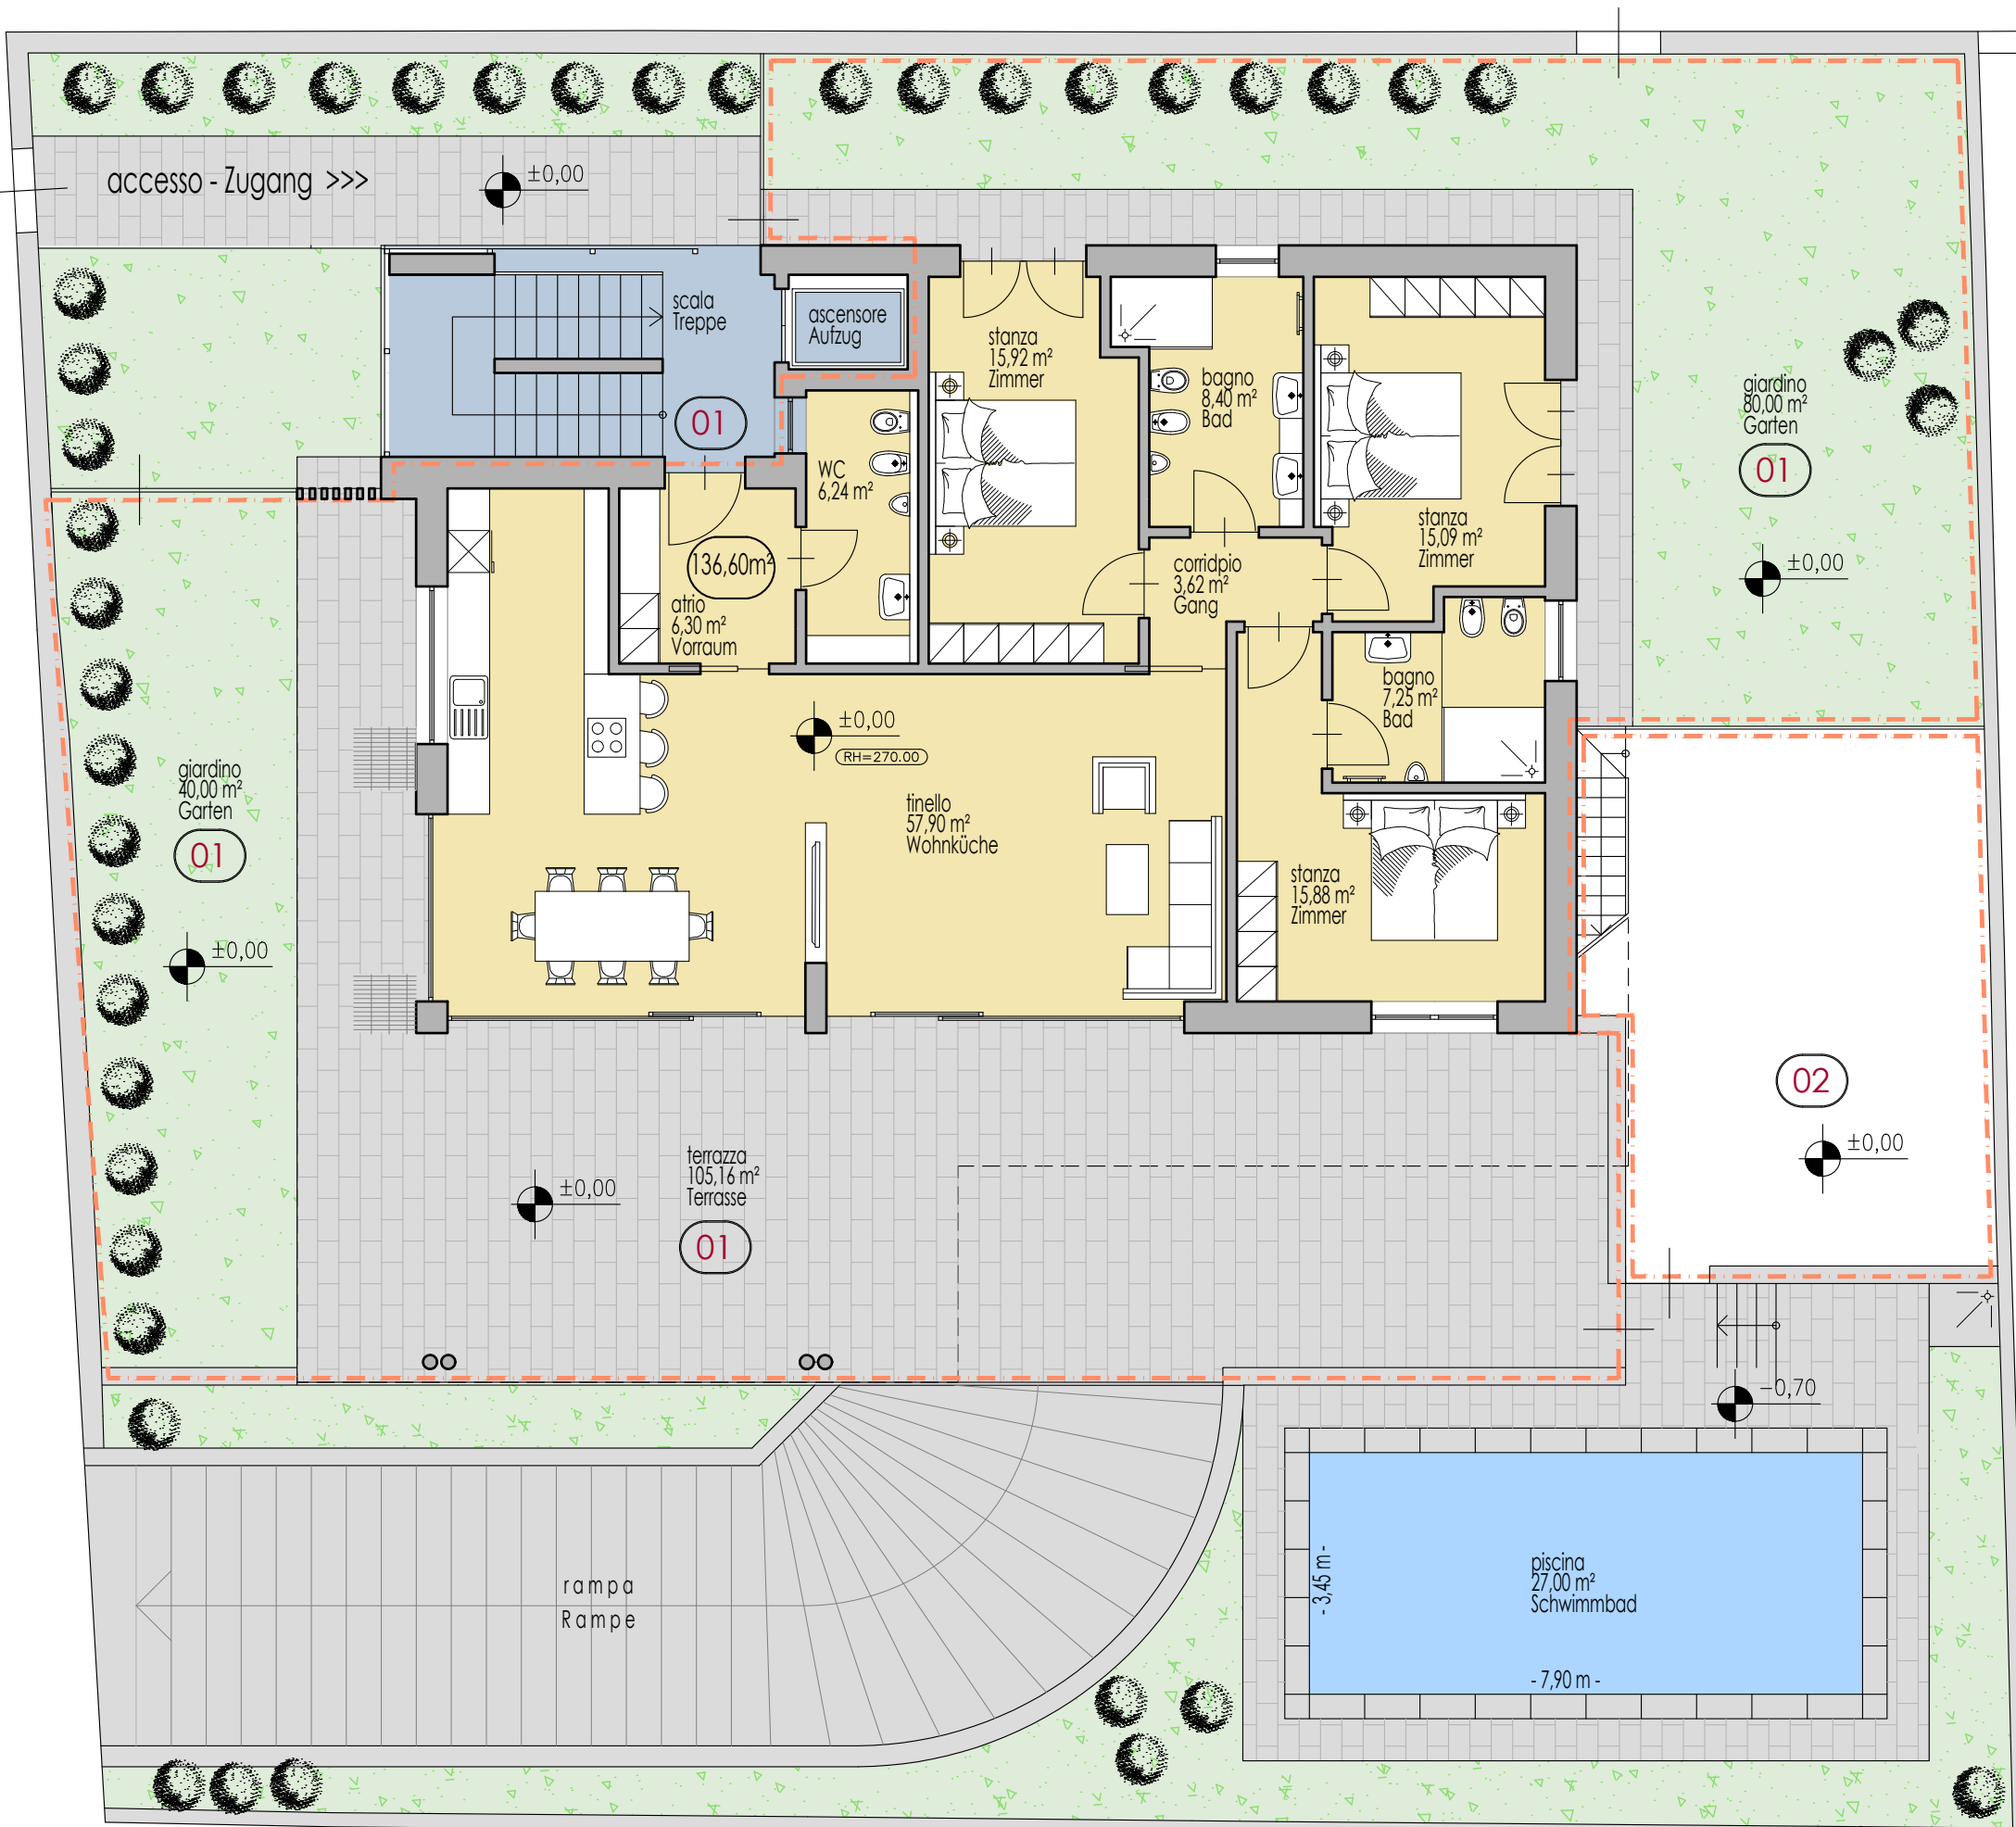 accesso - Zugang >>>
±0,00
scala
Treppe
ascensore
Aufzug
01
stanza
15,92 m²
Zimmer
bagno
8,40 m²
Bad
stanza
15,09 m²
Zimmer
giardino
80,00 m²
Garten
01
±0,00
WC
6,24 m²
136,60m²
atrio
6,30 m²
Vorraum
corridpio
3,62 m²
Gang
bagno
7,25 m²
Bad
±0,00
RH=270.00
tinello
57,90 m²
Wohnküche
giardino
40,00 m²
Garten
01
±0,00
stanza
15,88 m²
Zimmer
02
±0,00
terrazza
105,16 m²
Terrasse
01
±0,00
-0,70
rampa
Rampe
piscina
27,00 m²
Schwimmbad
- 3,45 m -
- 7,90 m -